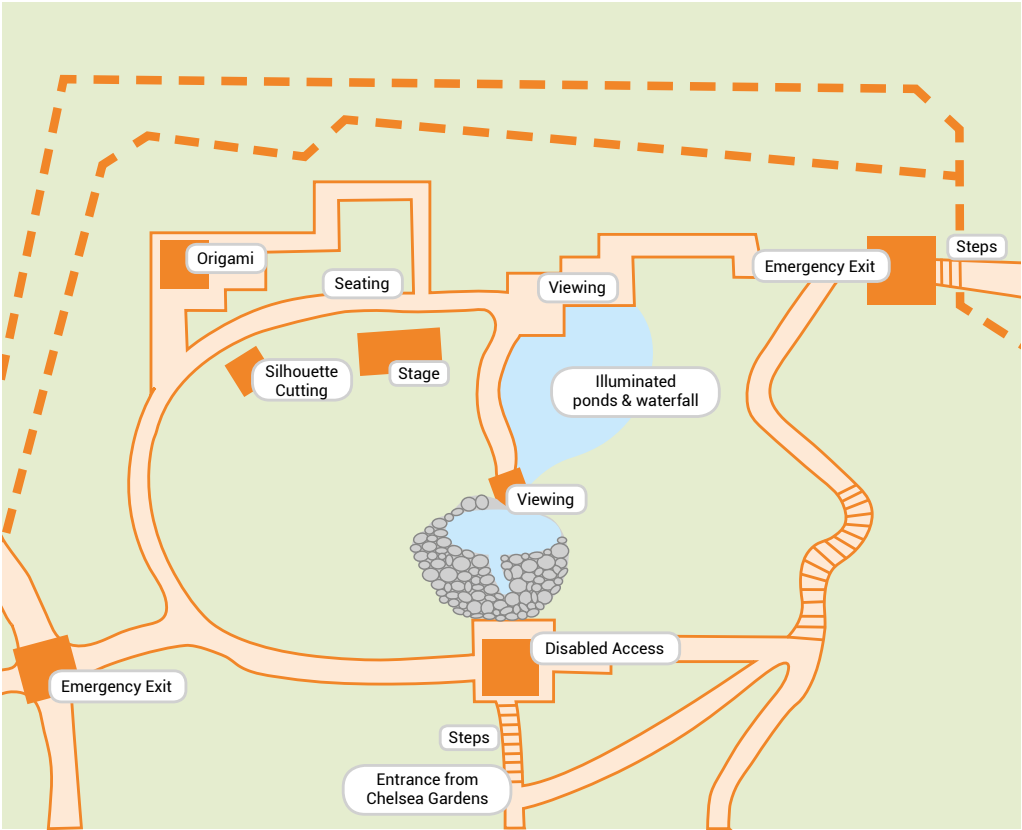 Steps
Origami
Emergency Exit
Seating
Viewing
Silhouette
Cutting
Stage
Illuminated
ponds & waterfall
Viewing
Disabled Access
Emergency Exit
Steps
Entrance from
Chelsea Gardens